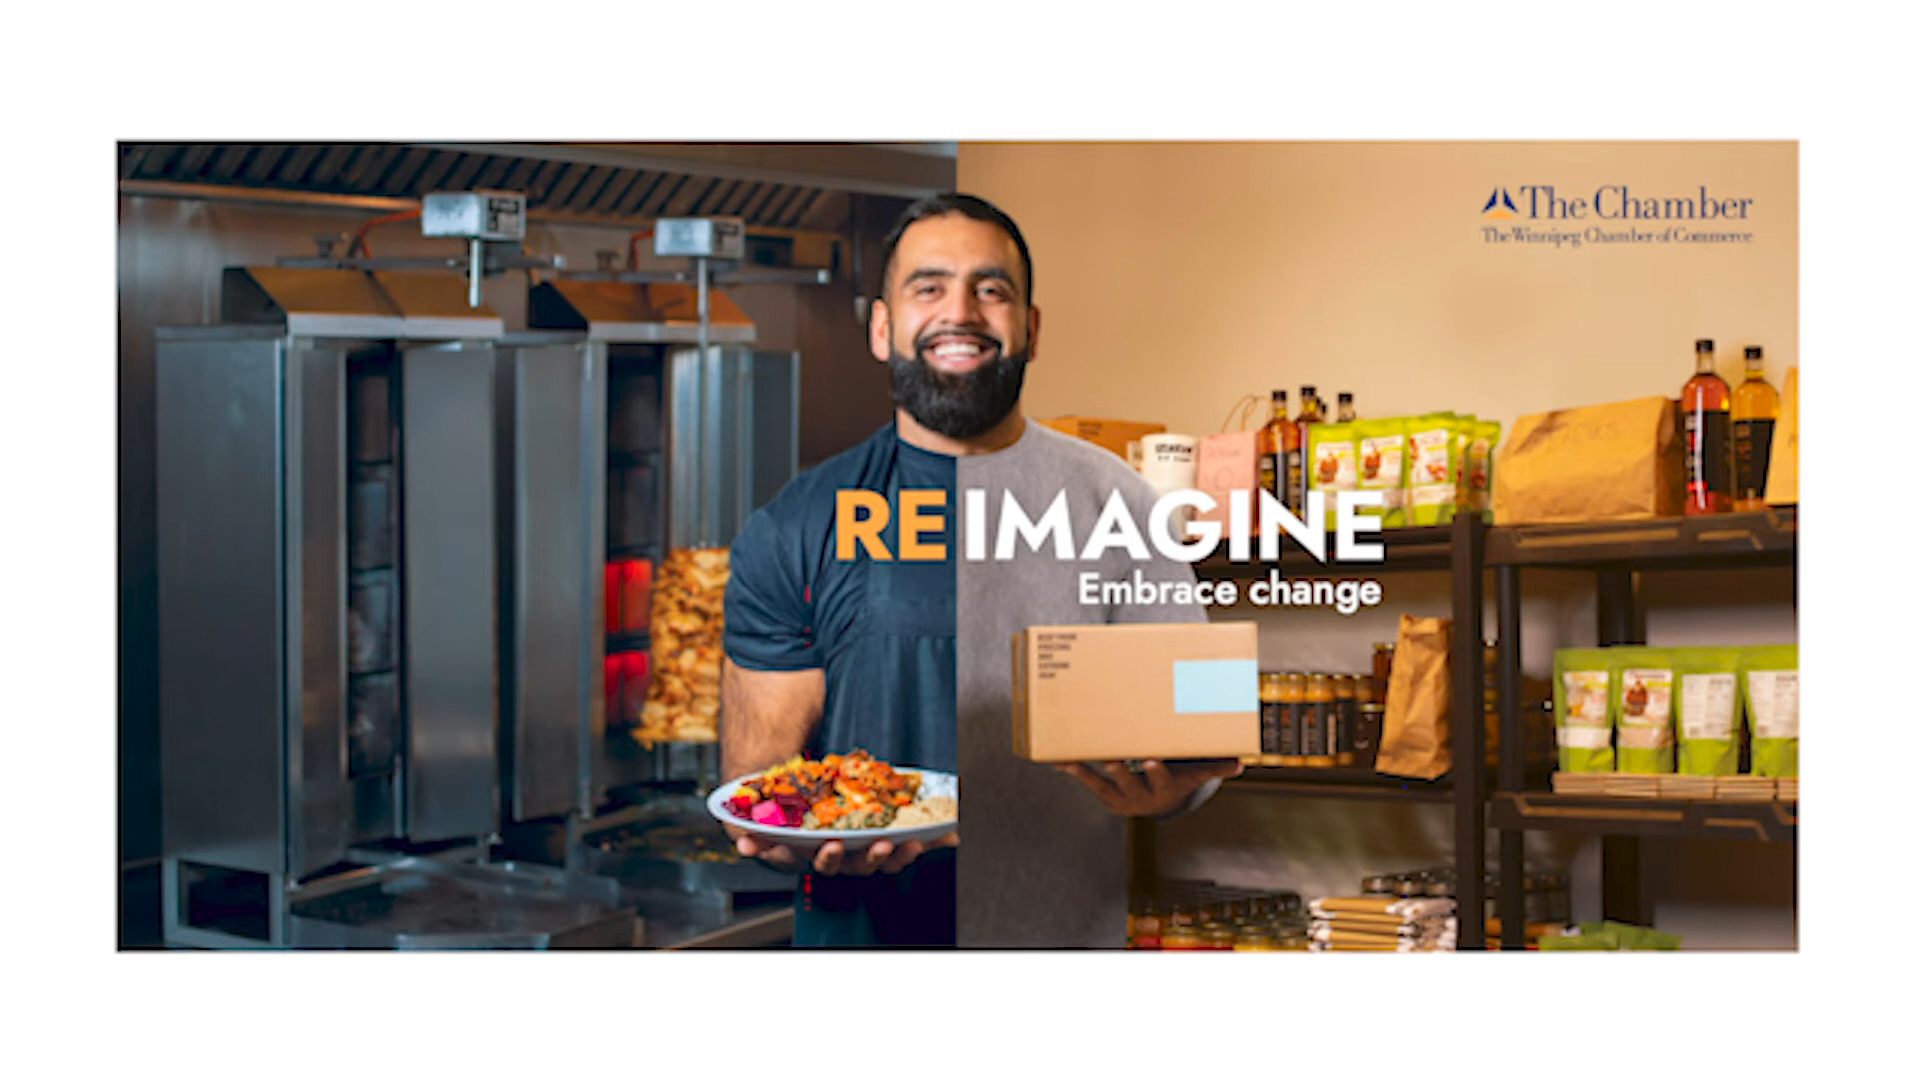 The Chamber
The Winnipeg Chamber of Commerce
REIMAGINE
Embrace change